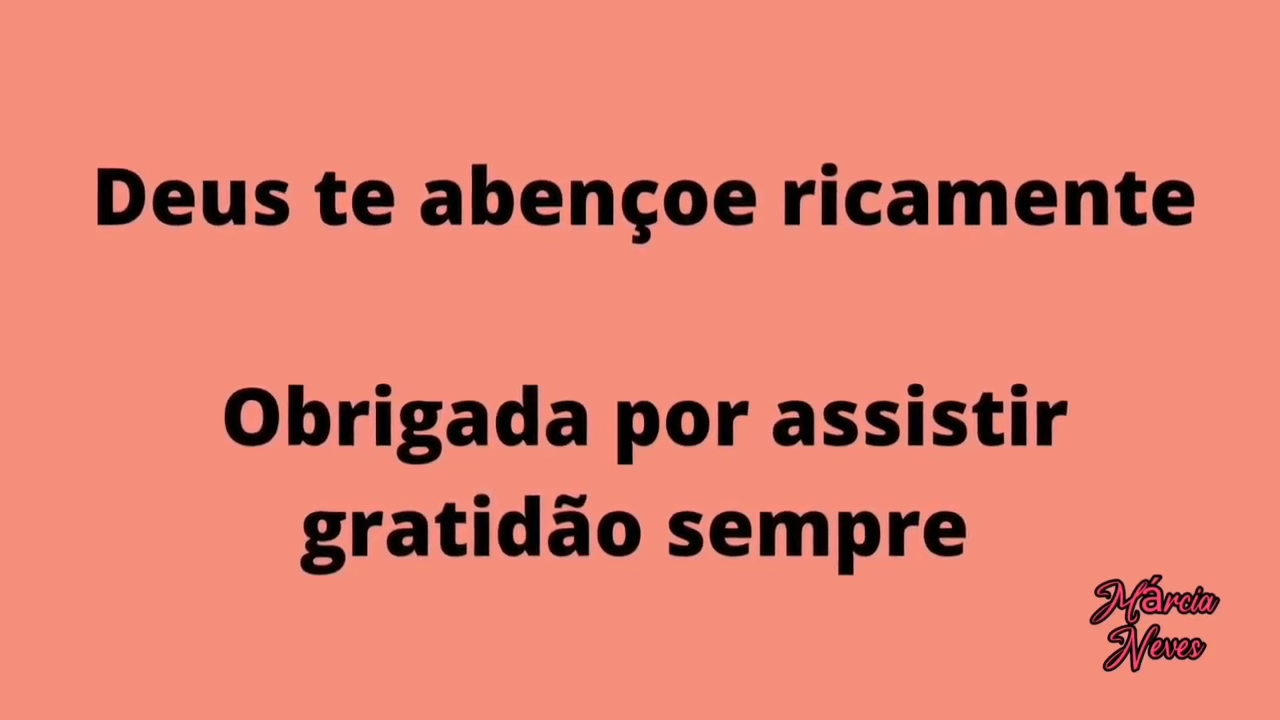 Deus te abençoe ricamente
Obrigada por assistir
gratidão sempre
Márcia
Neves